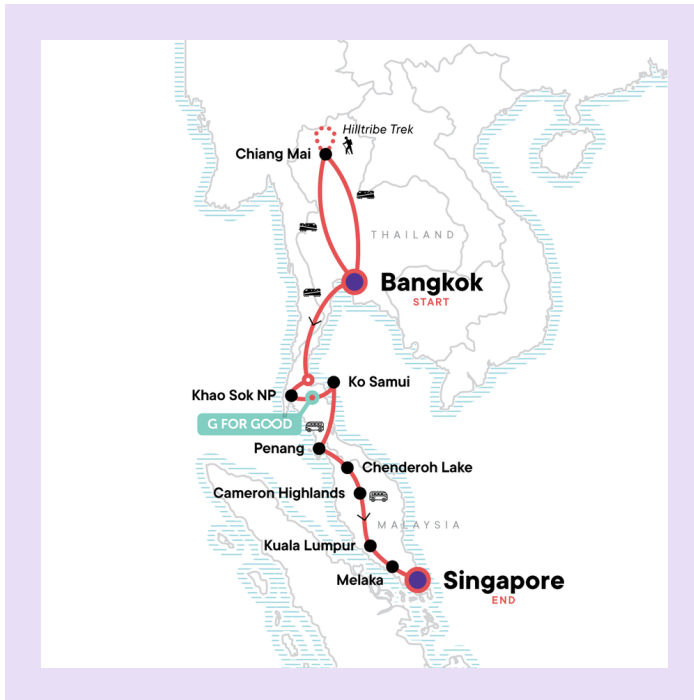 Hilltribe Trek
Chiang Mai
THAILAND
Bangkok
START
Ko Samui
Khao Sok NP
G FOR GOOD
Penang
Chenderoh Lake
Cameron Highlands
MALAYSIA
Kuala Lumpur
Melaka
Singapore
END